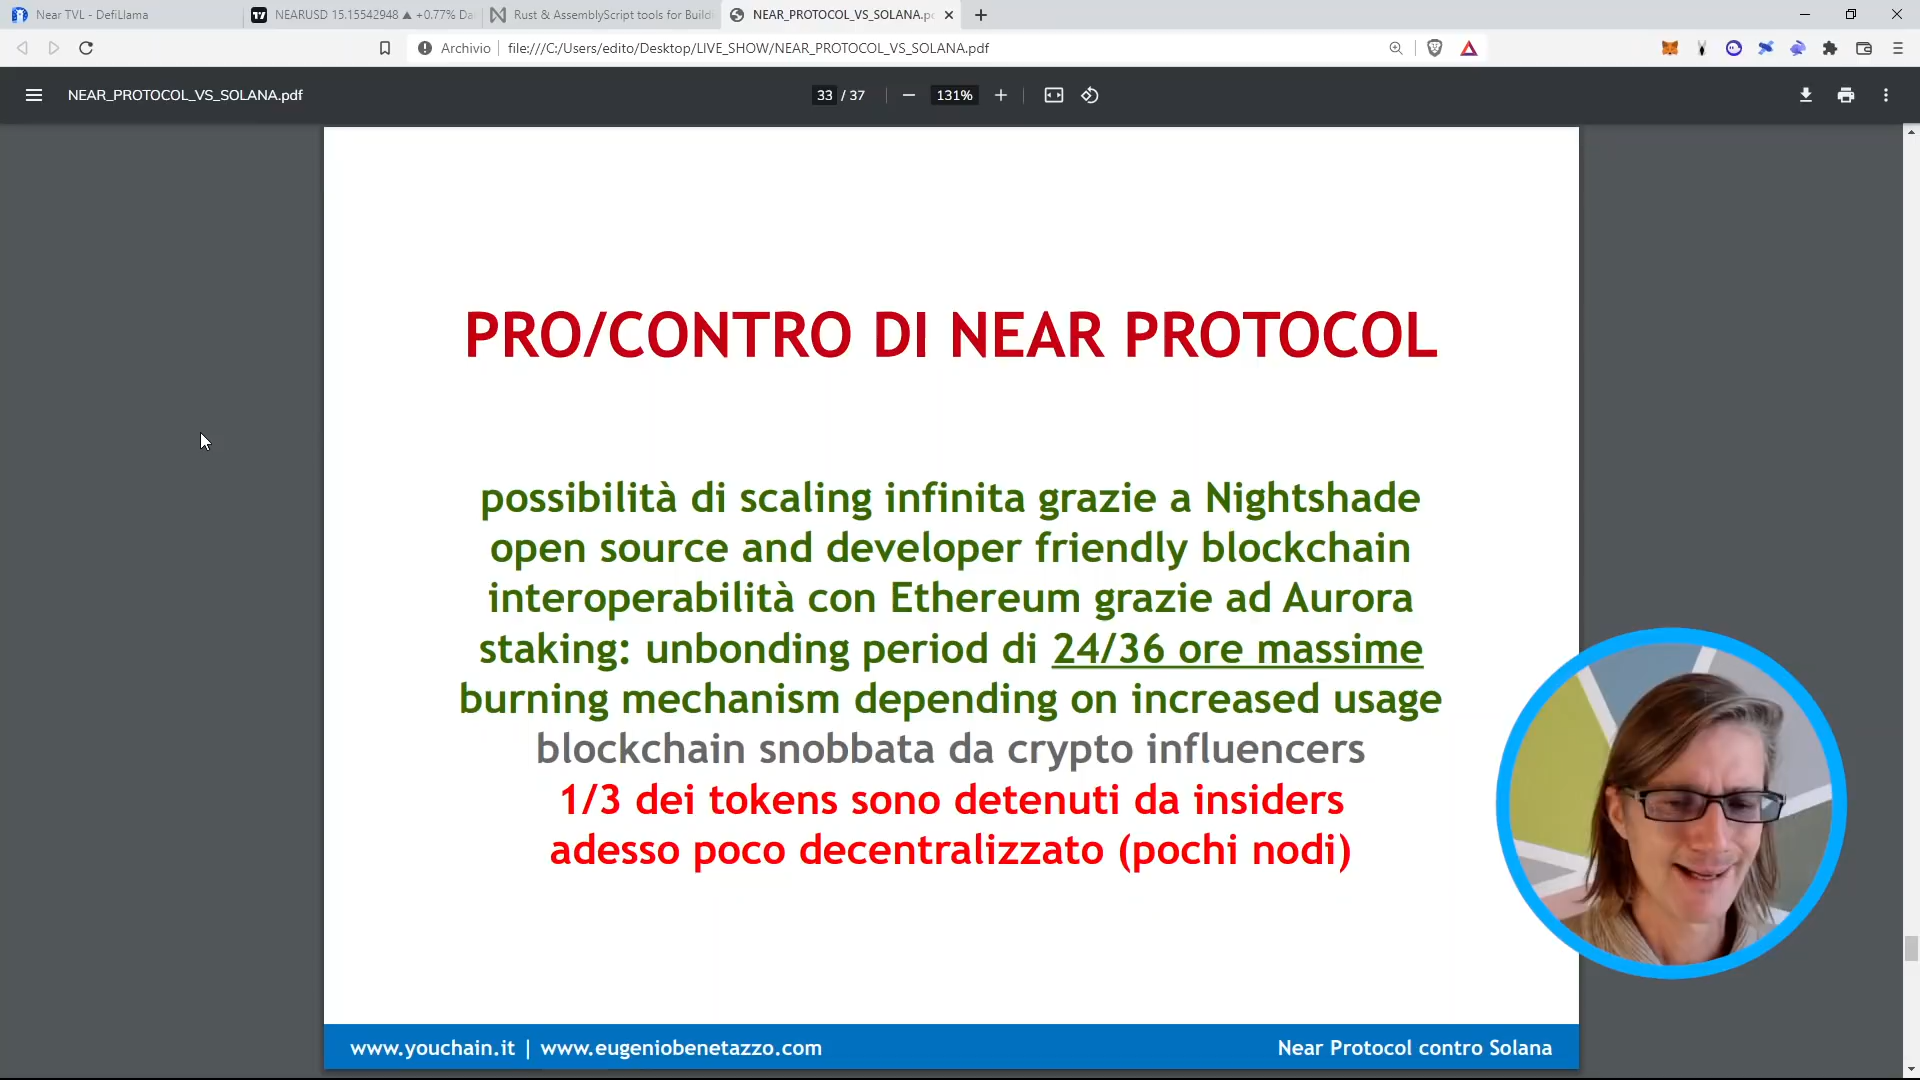 Near TVL - DefiLlama
NEARUSD 15.15542948 ▲ +0.77% Da
Rust & AssemblyScript tools for Build
NEAR_PROTOCOL_VS_SOLANA.pd
Archivio
file:///C:/Users/edito/Desktop/LIVE_SHOW/NEAR_PROTOCOL_VS_SOLANA.pdf
NEAR_PROTOCOL_VS_SOLANA.pdf
33 / 37
131%
PRO/CONTRO DI NEAR PROTOCOL
possibilità di scaling infinita grazie a Nightshade
open source and developer friendly blockchain
interoperabilità con Ethereum grazie ad Aurora
staking: unbonding period di 24/36 ore massime
burning mechanism depending on increased usage
blockchain snobbata da crypto influencers
1/3 dei tokens sono detenuti da insiders
adesso poco decentralizzato (pochi nodi)
www.youchain.it | www.eugeniobenetazzo.com
Near Protocol contro Solana